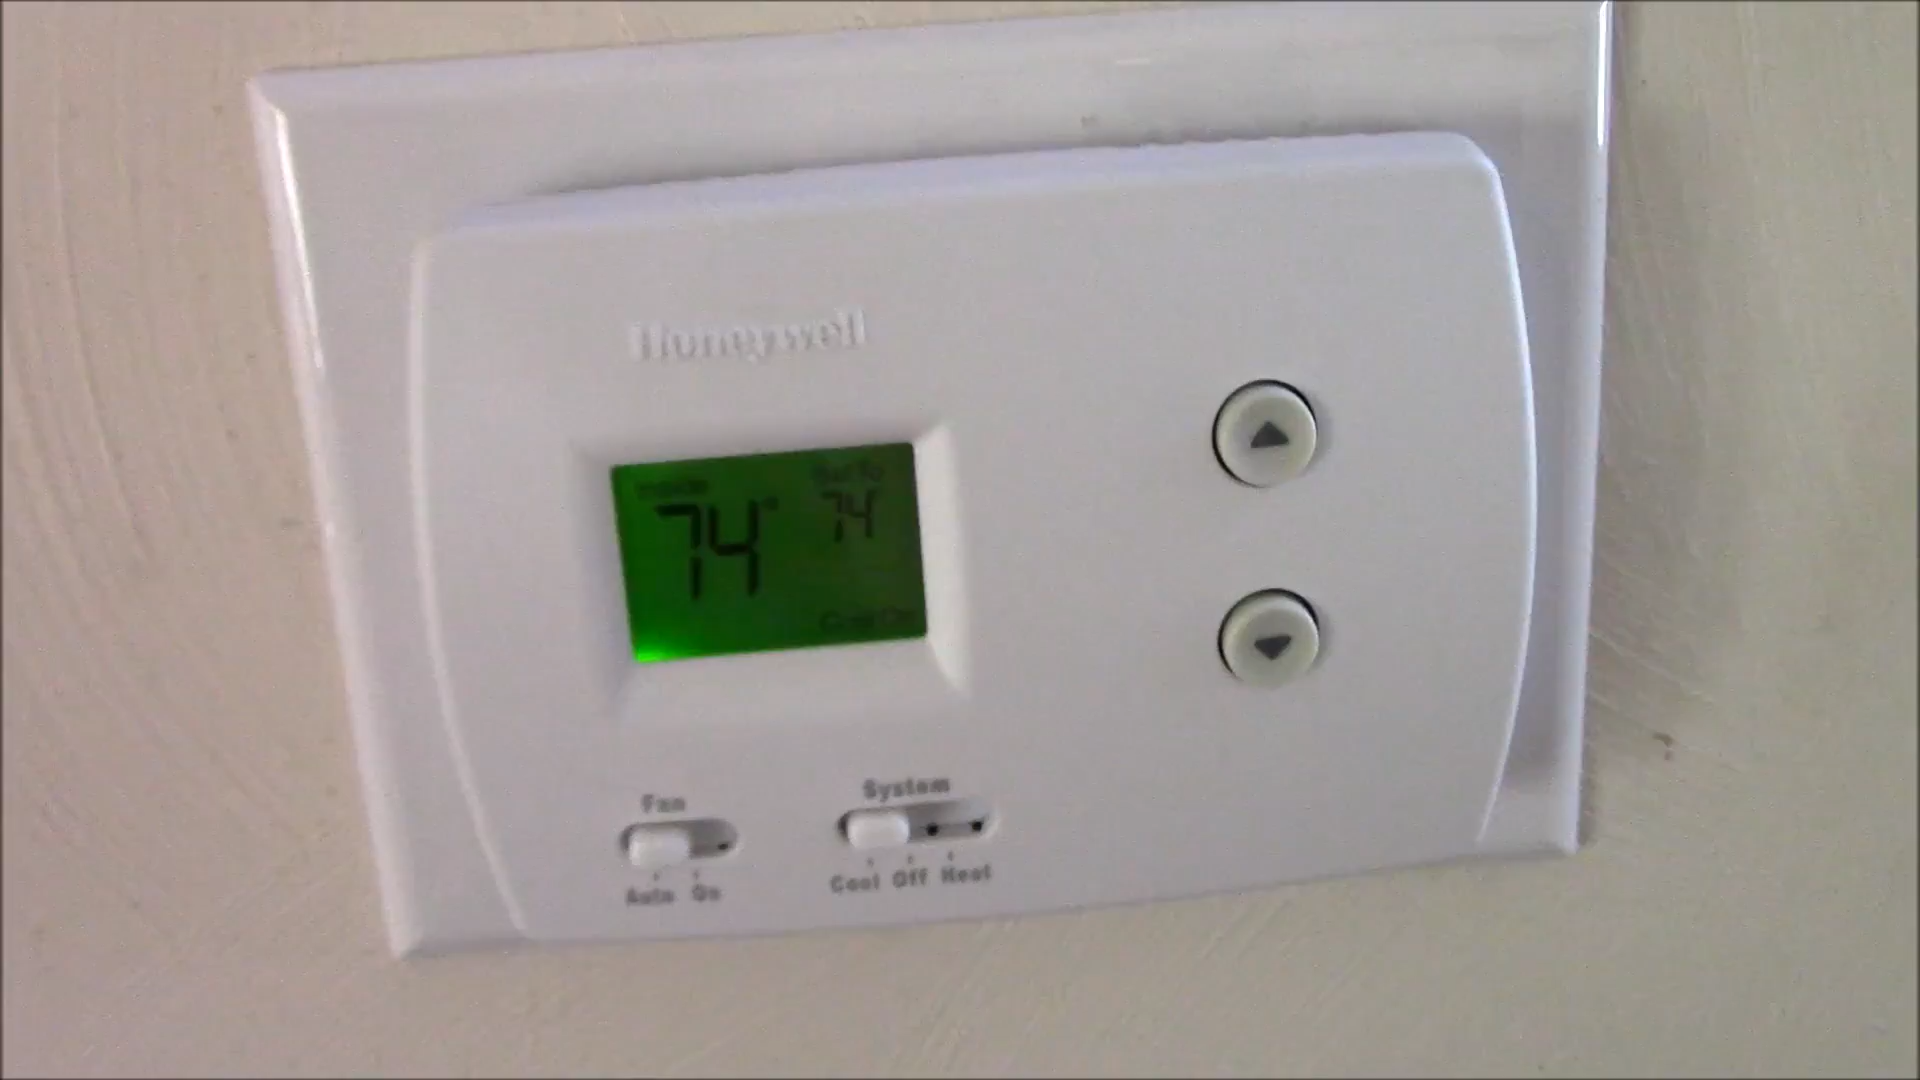 Honeywell
Inside
Set To
74°
74
Cool On
Fan
System
Auto On
Cool Off Heat